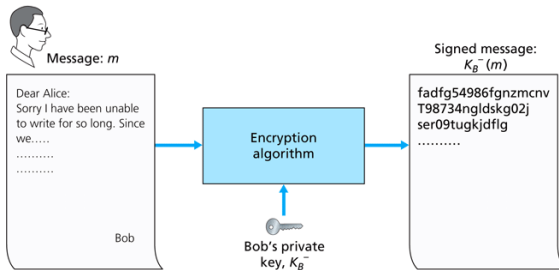 Message: m
Dear Alice:
Sorry I have been unable
to write for so long. Since
we.....
..........
..........
Bob
Encryption
algorithm
Bob's private
key, K_B^-
Signed message:
K_B^-(m)
fadfg54986fgnzmcnv
T98734ngldskg02j
ser09tugkjdflg
..........